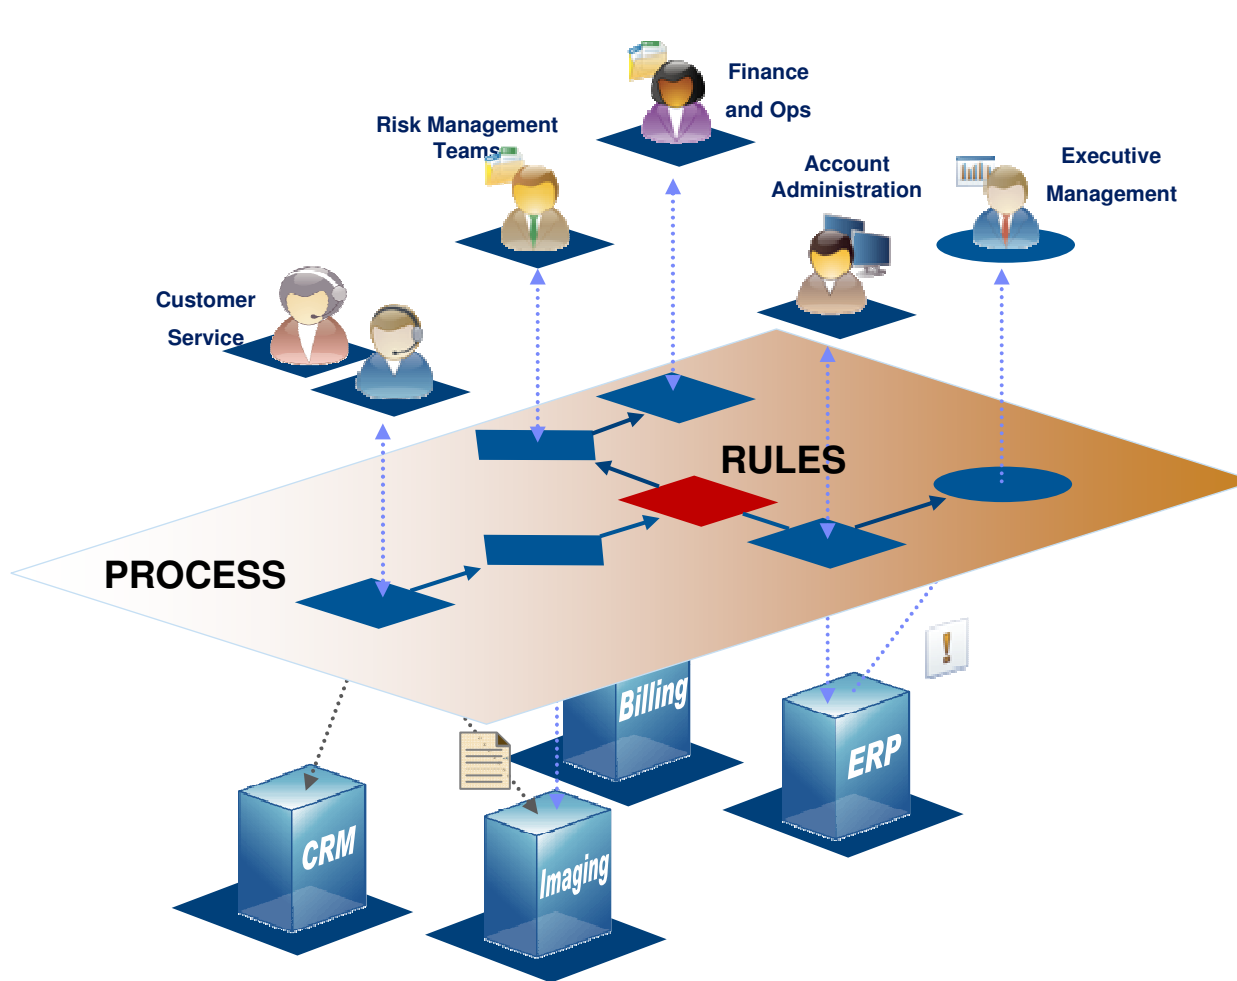 Finance
and Ops
Risk Management
Teams
Account
Administration
Executive
Management
Customer
Service
RULES
PROCESS
Billing
ERP
CRM
Imaging
!